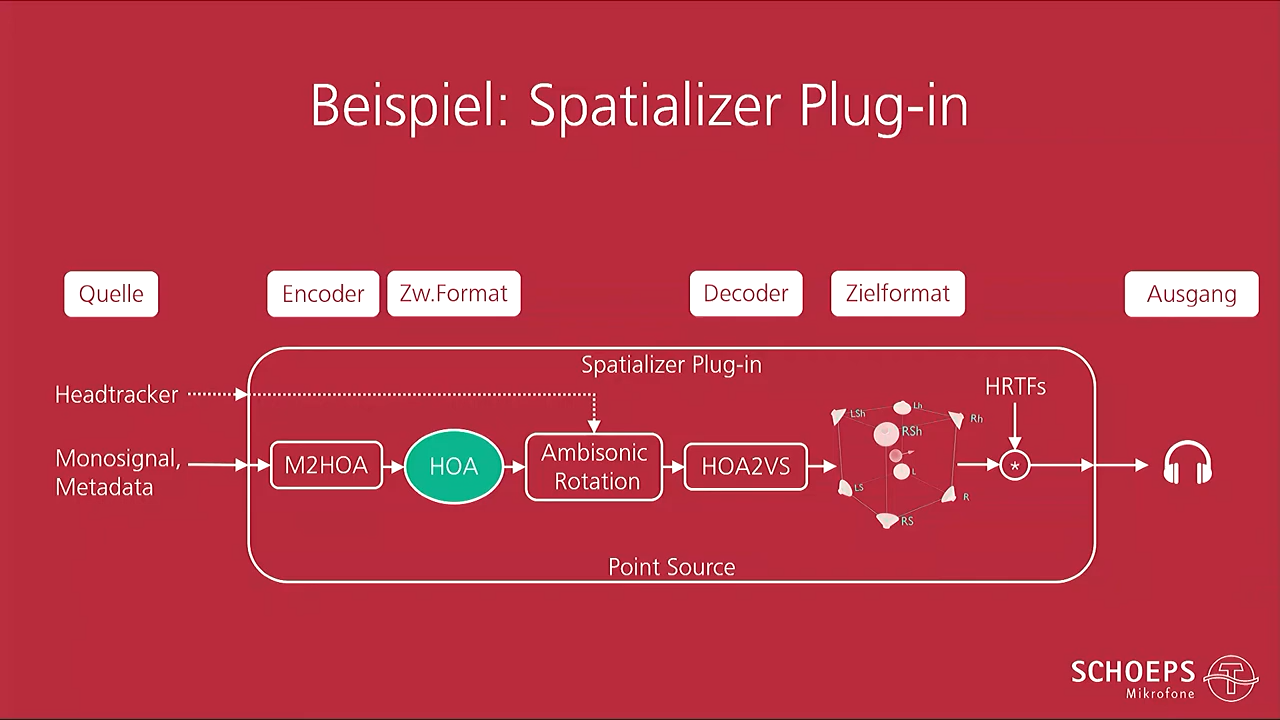 Beispiel: Spatializer Plug-in
Quelle
Encoder
Zw.Format
Decoder
Zielformat
Ausgang
Spatializer Plug-in
Headtracker
HRTFs
Monosignal,
Metadata
M2HOA
HOA
Ambisonic
Rotation
HOA2VS
LSh
Lh
Rh
RSh
L
LS
R
RS
*
Point Source
SCHOEPS
Mikrofone